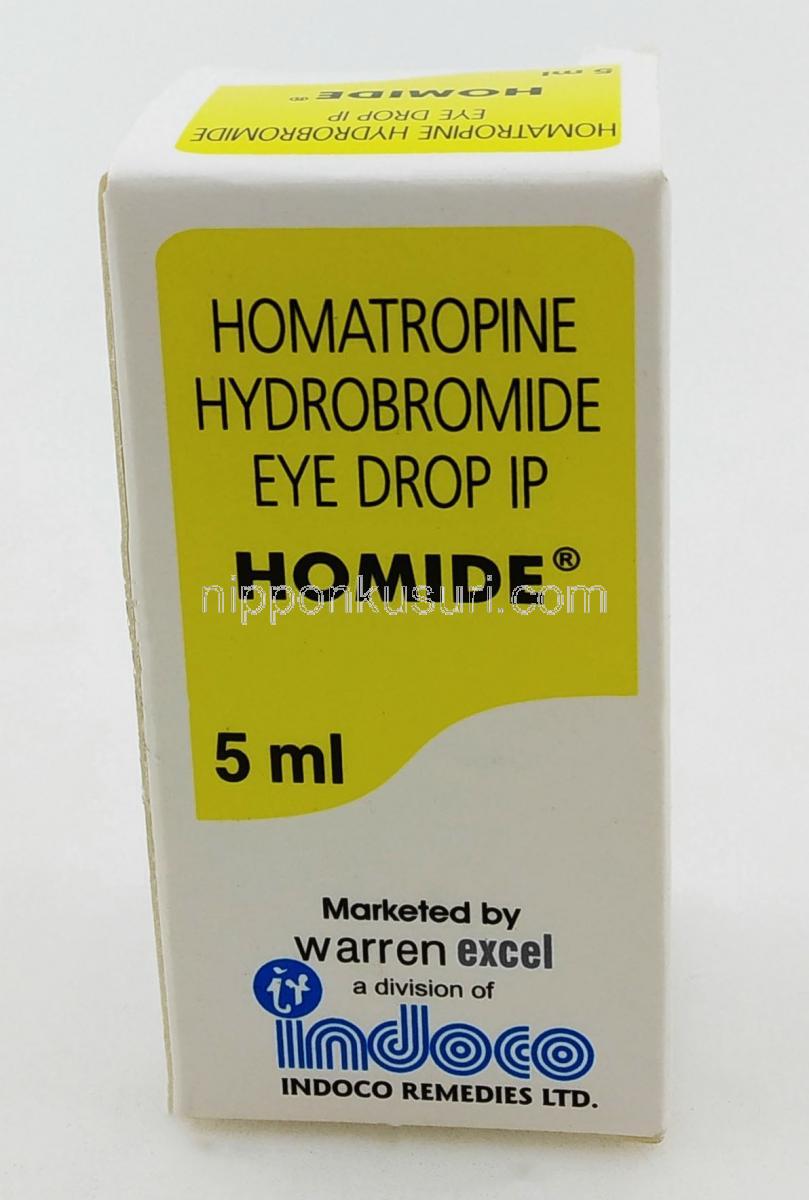 5 ml
HOMIDE®
EYE DROP IP
HOMATROPINE HYDROBROMIDE
HOMATROPINE
HYDROBROMIDE
EYE DROP IP
HOMIDE®
nipponkusuri.com
5 ml
Marketed by
warren excel
a division of
indoco
INDOCO REMEDIES LTD.